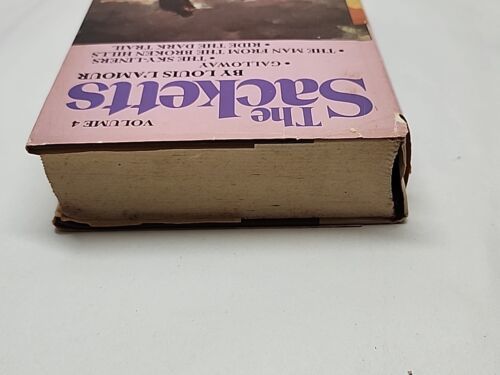 The VOLUME 4
Sacketts
BY LOUIS L'AMOUR
• GALLOWAY • THE SKY-LINERS
• THE MAN FROM THE BROKEN HILLS
• RIDE THE DARK TRAIL